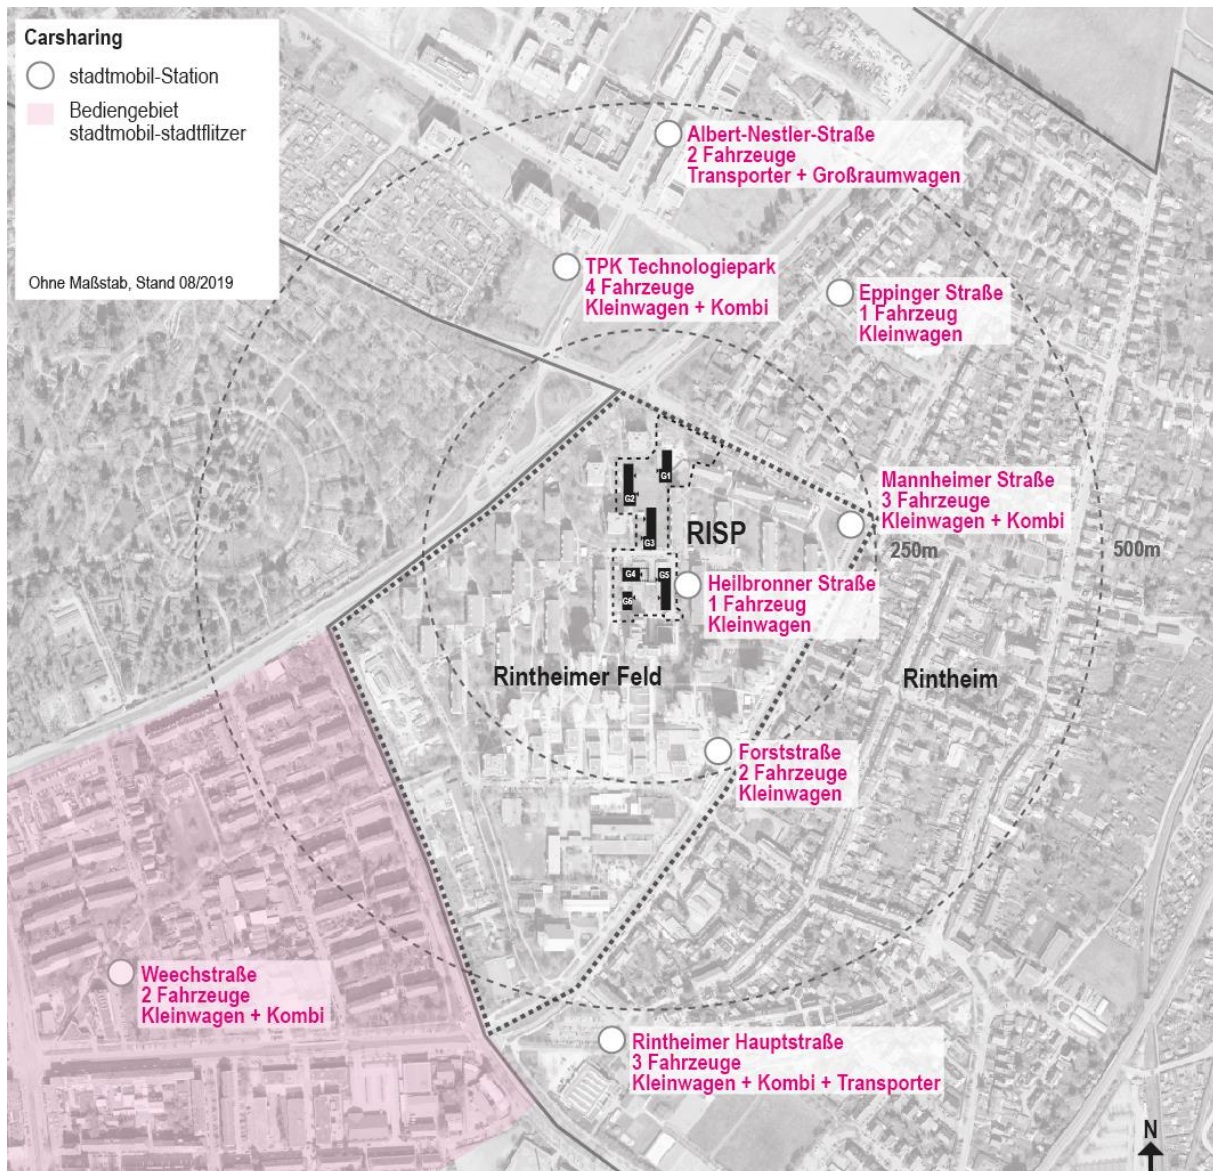 Carsharing
stadtmobil-Station
Bediengebiet
stadtmobil-stadtflitzer
Ohne Maßstab, Stand 08/2019
Albert-Nestler-Straße
2 Fahrzeuge
Transporter + Großraumwagen
TPK Technologiepark
4 Fahrzeuge
Kleinwagen + Kombi
Eppinger Straße
1 Fahrzeug
Kleinwagen
G1
G2
G3
RISP
Mannheimer Straße
3 Fahrzeuge
Kleinwagen + Kombi
250m
500m
G4
G5
G6
Heilbronner Straße
1 Fahrzeug
Kleinwagen
Rintheimer Feld
Rintheim
Forststraße
2 Fahrzeuge
Kleinwagen
Weechstraße
2 Fahrzeuge
Kleinwagen + Kombi
Rintheimer Hauptstraße
3 Fahrzeuge
Kleinwagen + Kombi + Transporter
N